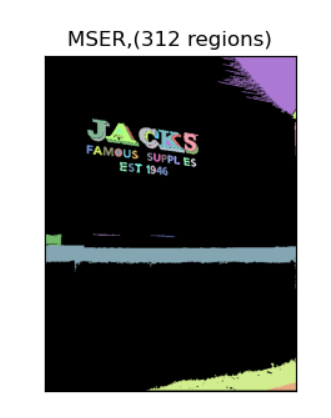 MSER,(312 regions)
JACKS
FAMOUS SUPPL ES
EST 1946